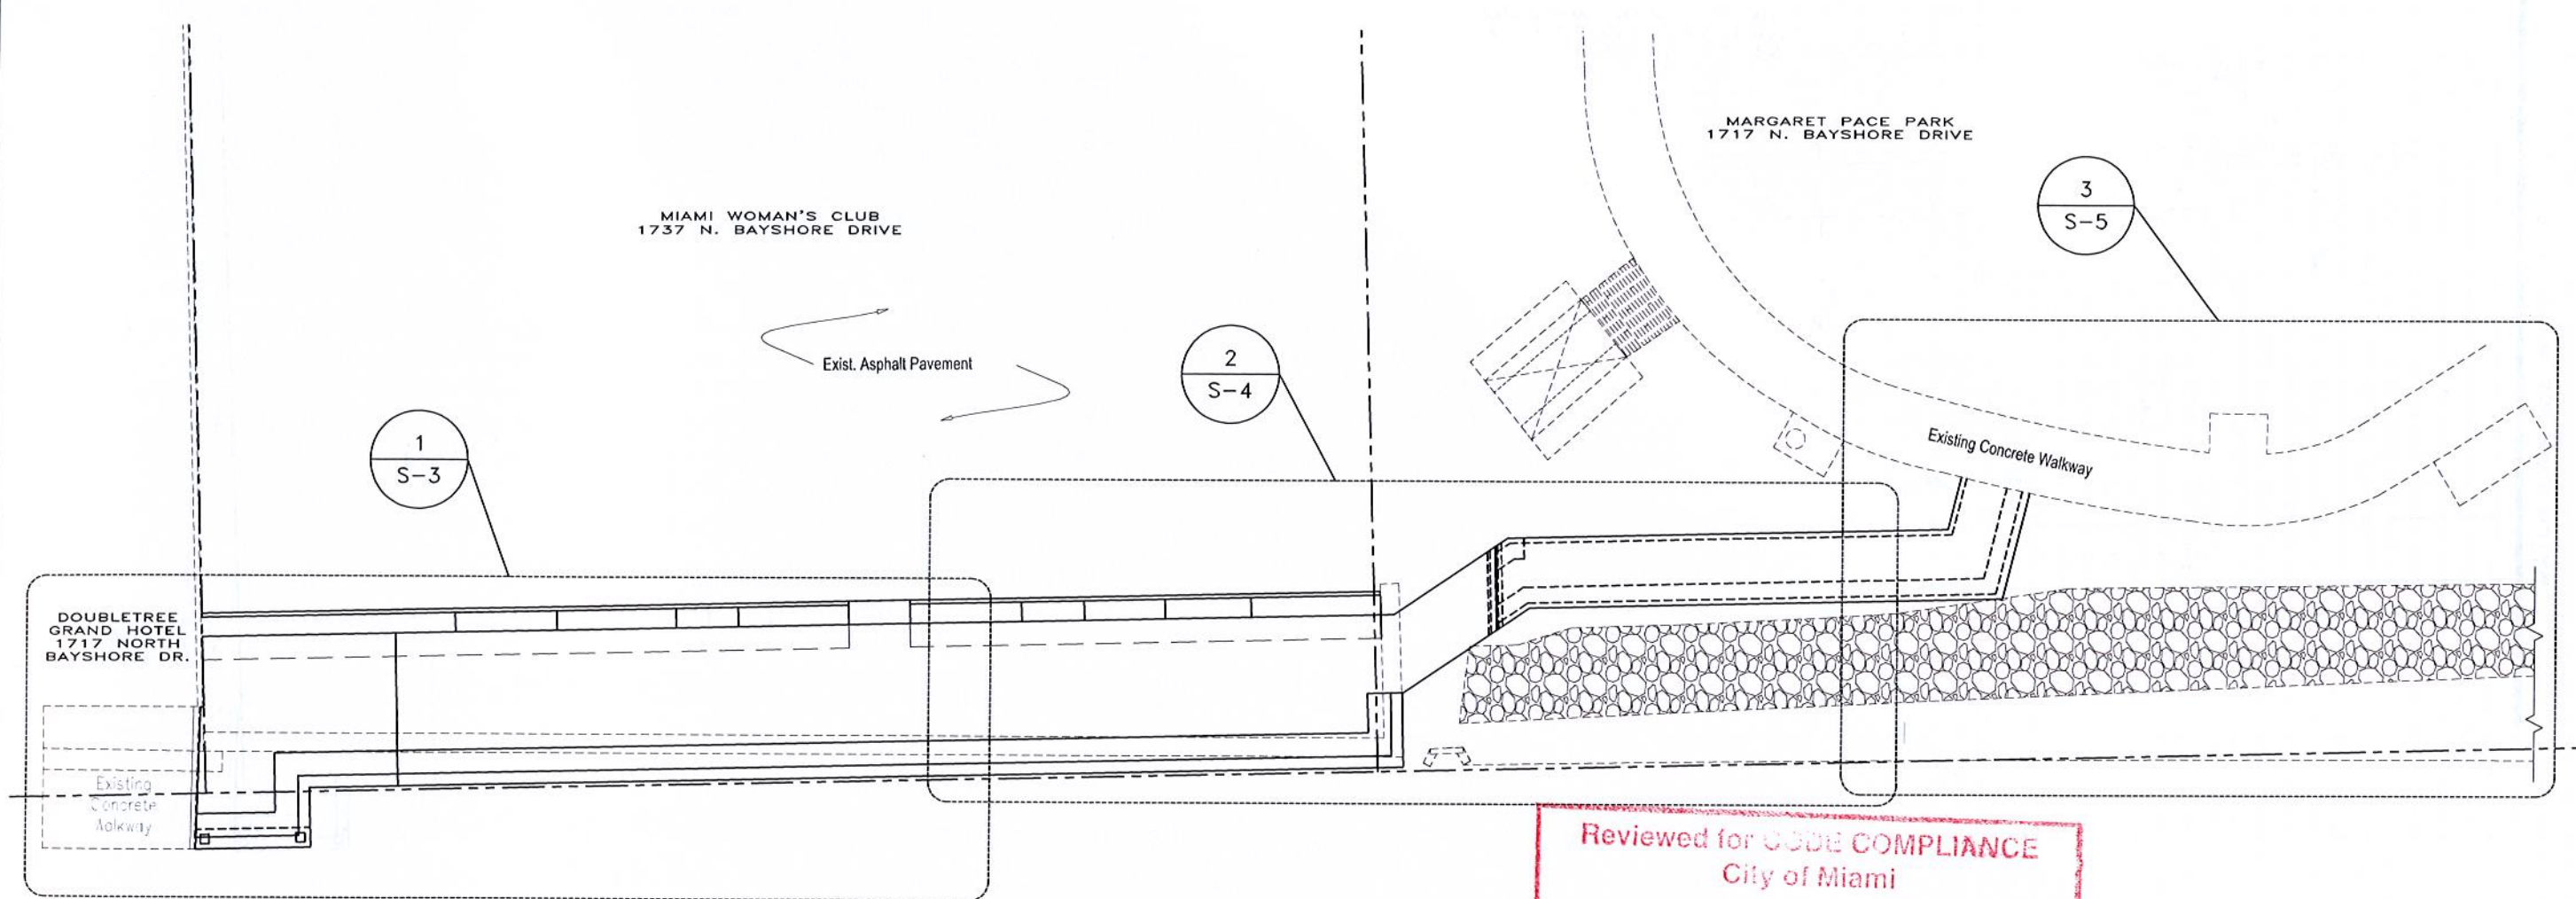 MARGARET PACE PARK
1717 N. BAYSHORE DRIVE
3
S-5
MIAMI WOMAN'S CLUB
1737 N. BAYSHORE DRIVE
Exist. Asphalt Pavement
2
S-4
1
S-3
Existing Concrete Walkway
DOUBLETREE
GRAND HOTEL
1717 NORTH
BAYSHORE DR.
Existing
Concrete
Reviewed for CODE COMPLIANCE
City of Miami